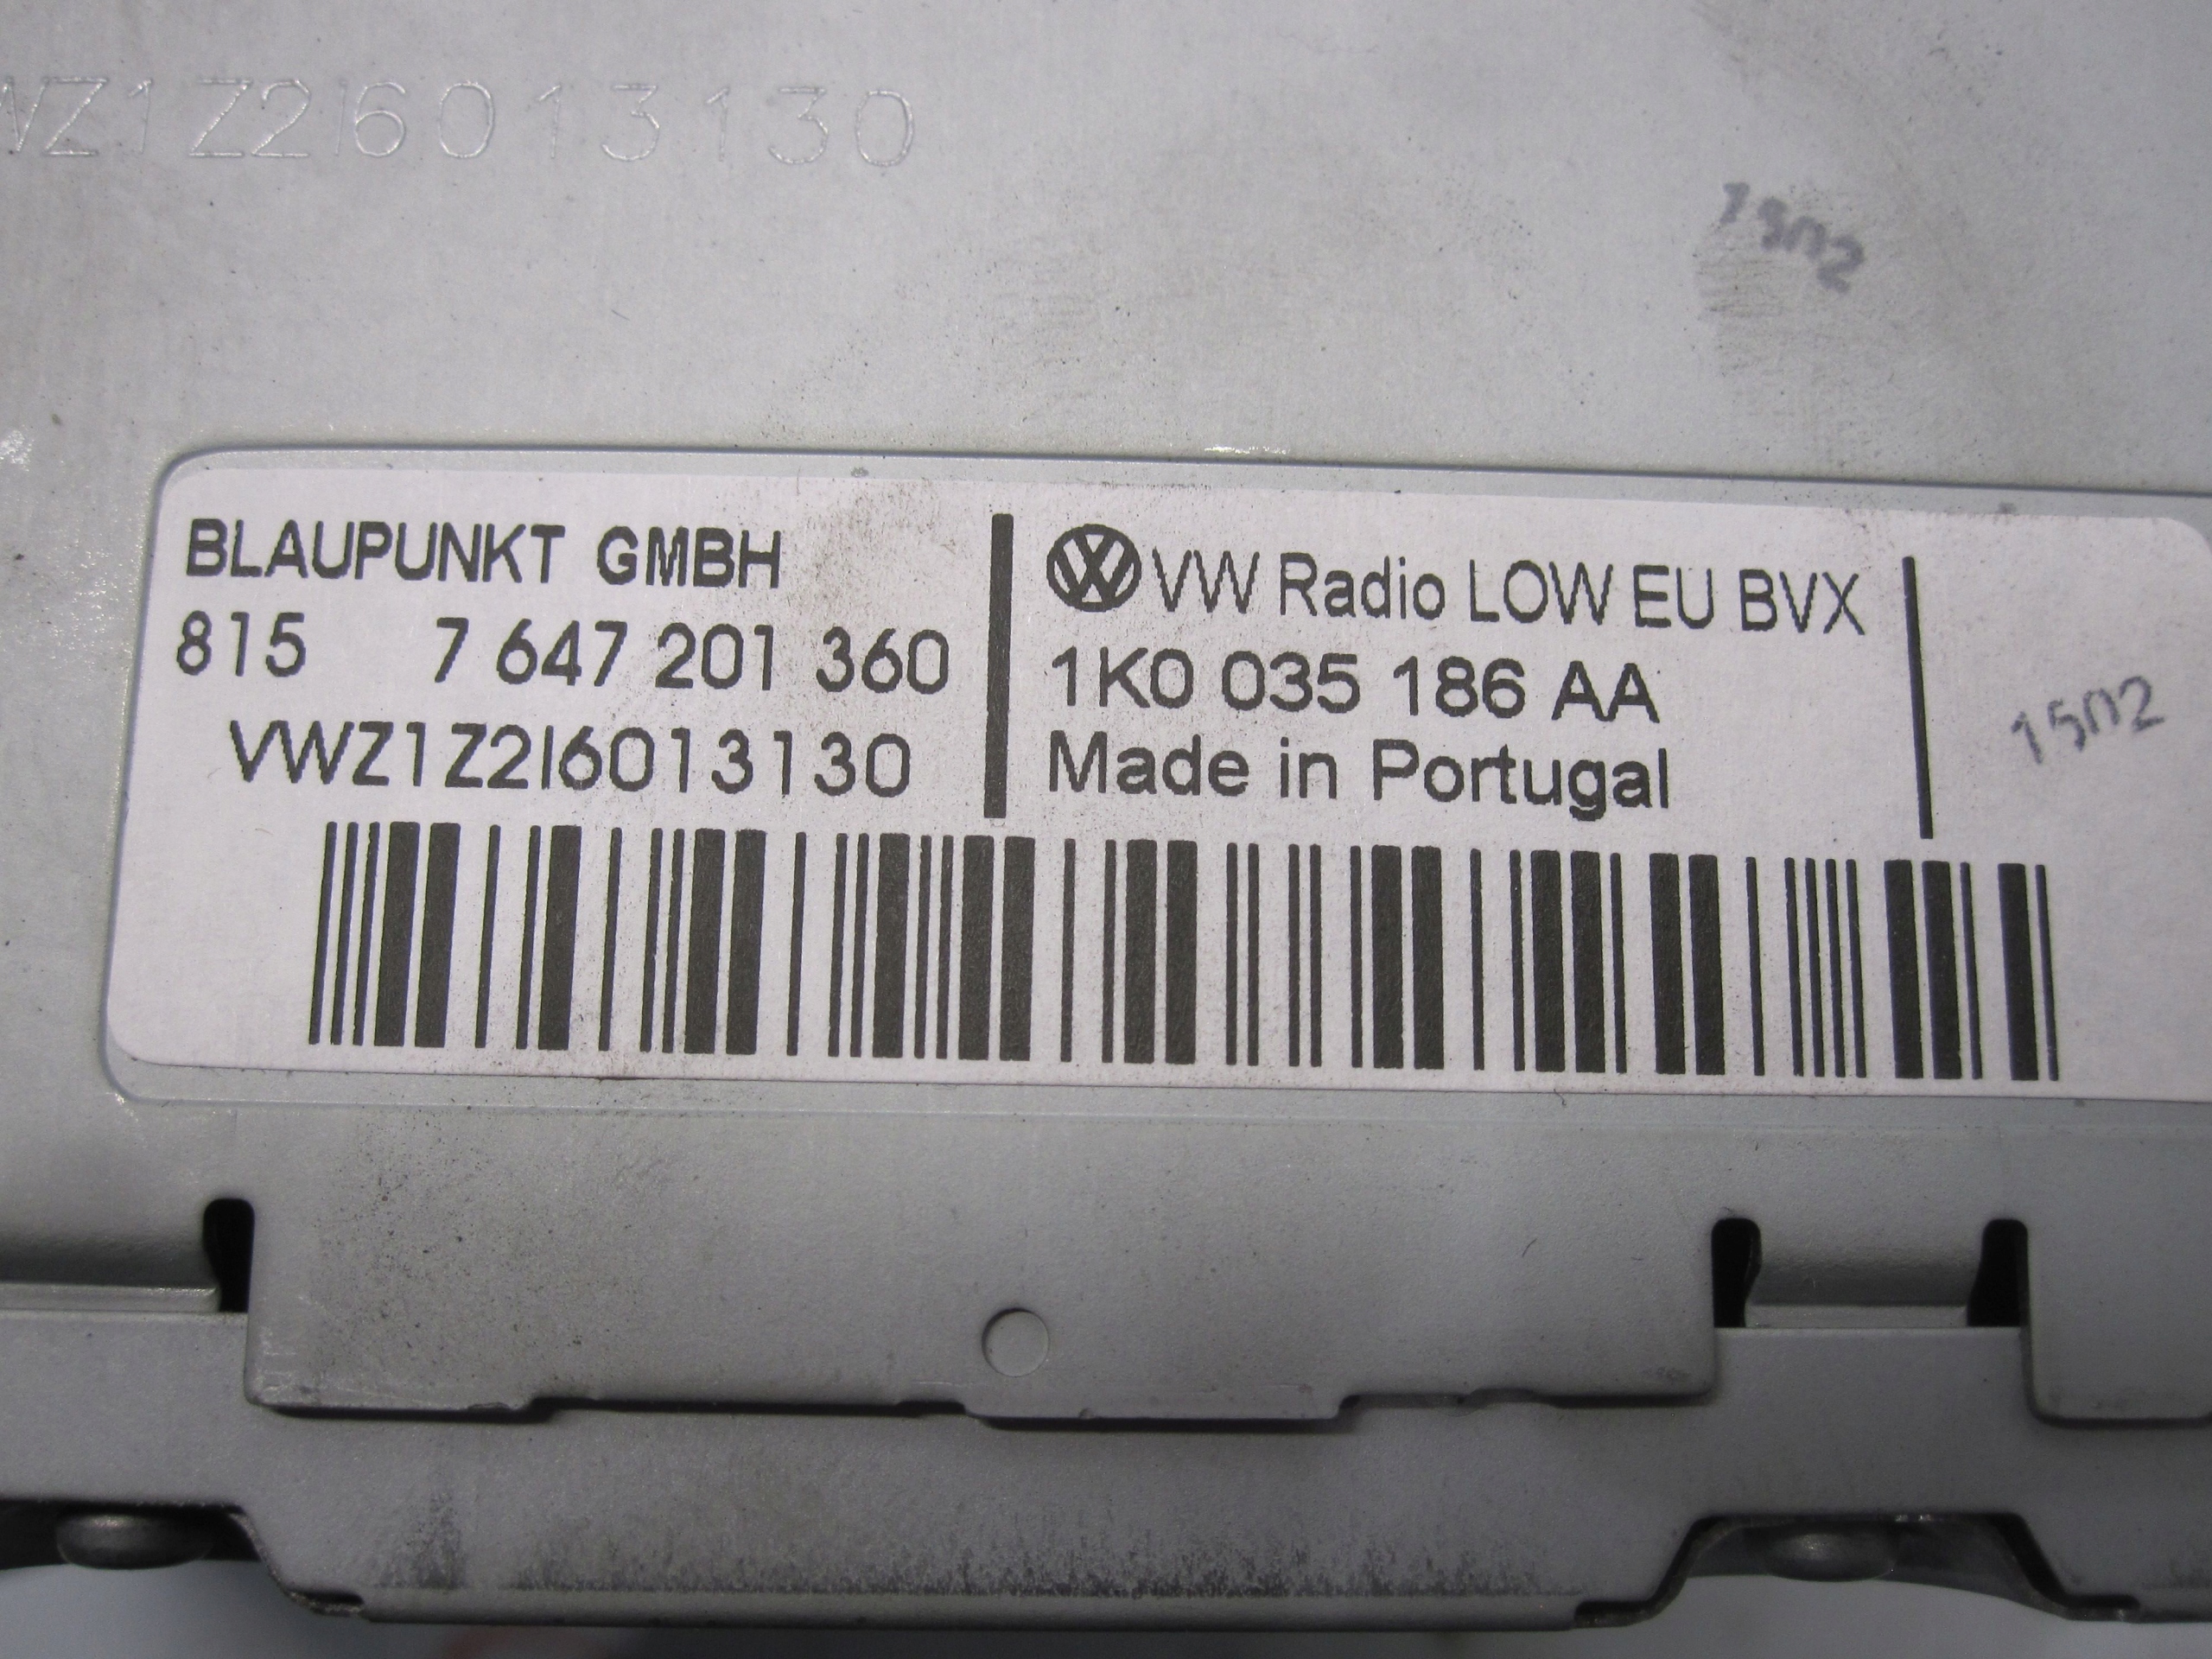 WZ1Z2I6013130
1502
BLAUPUNKT GMBH
815 7 647 201 360
VWZ1Z2I6013130
VW Radio LOW EU BVX
1K0 035 186 AA
Made in Portugal
1502